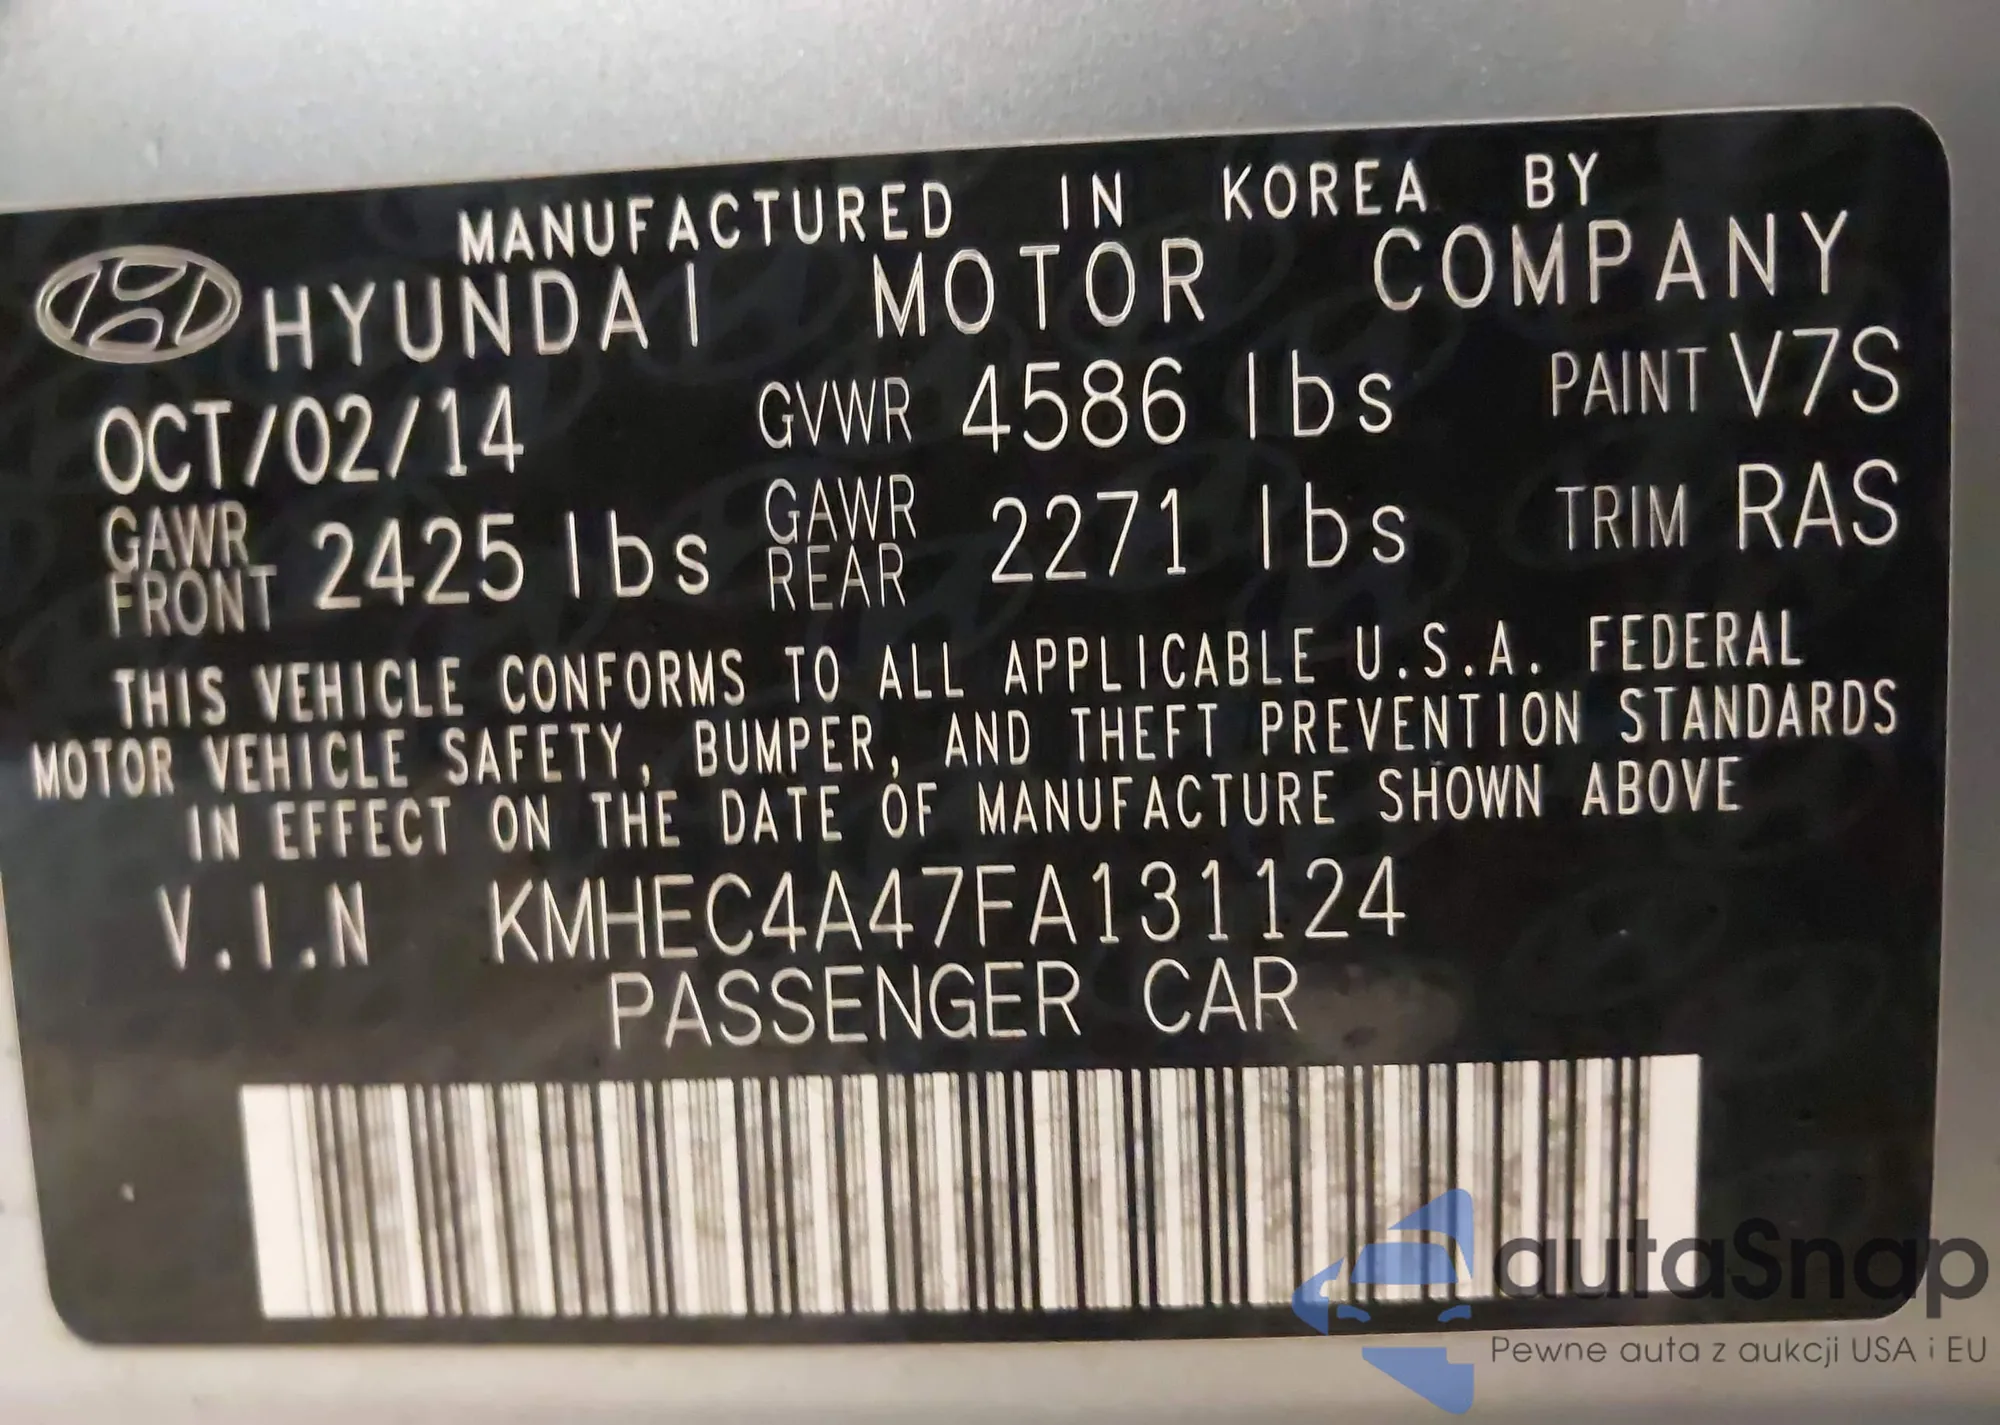 MANUFACTURED IN KOREA BY
HYUNDAI MOTOR COMPANY
OCT/02/14 GVWR 4586 lbs PAINT V7S
GAWR FRONT 2425 lbs GAWR REAR 2271 lbs TRIM RAS
THIS VEHICLE CONFORMS TO ALL APPLICABLE U.S.A. FEDERAL
MOTOR VEHICLE SAFETY, BUMPER, AND THEFT PREVENTION STANDARDS
IN EFFECT ON THE DATE OF MANUFACTURE SHOWN ABOVE
V.I.N KMHEC4A47FA131124
PASSENGER CAR
autaSnap
Pewne auta z aukcji USA i EU